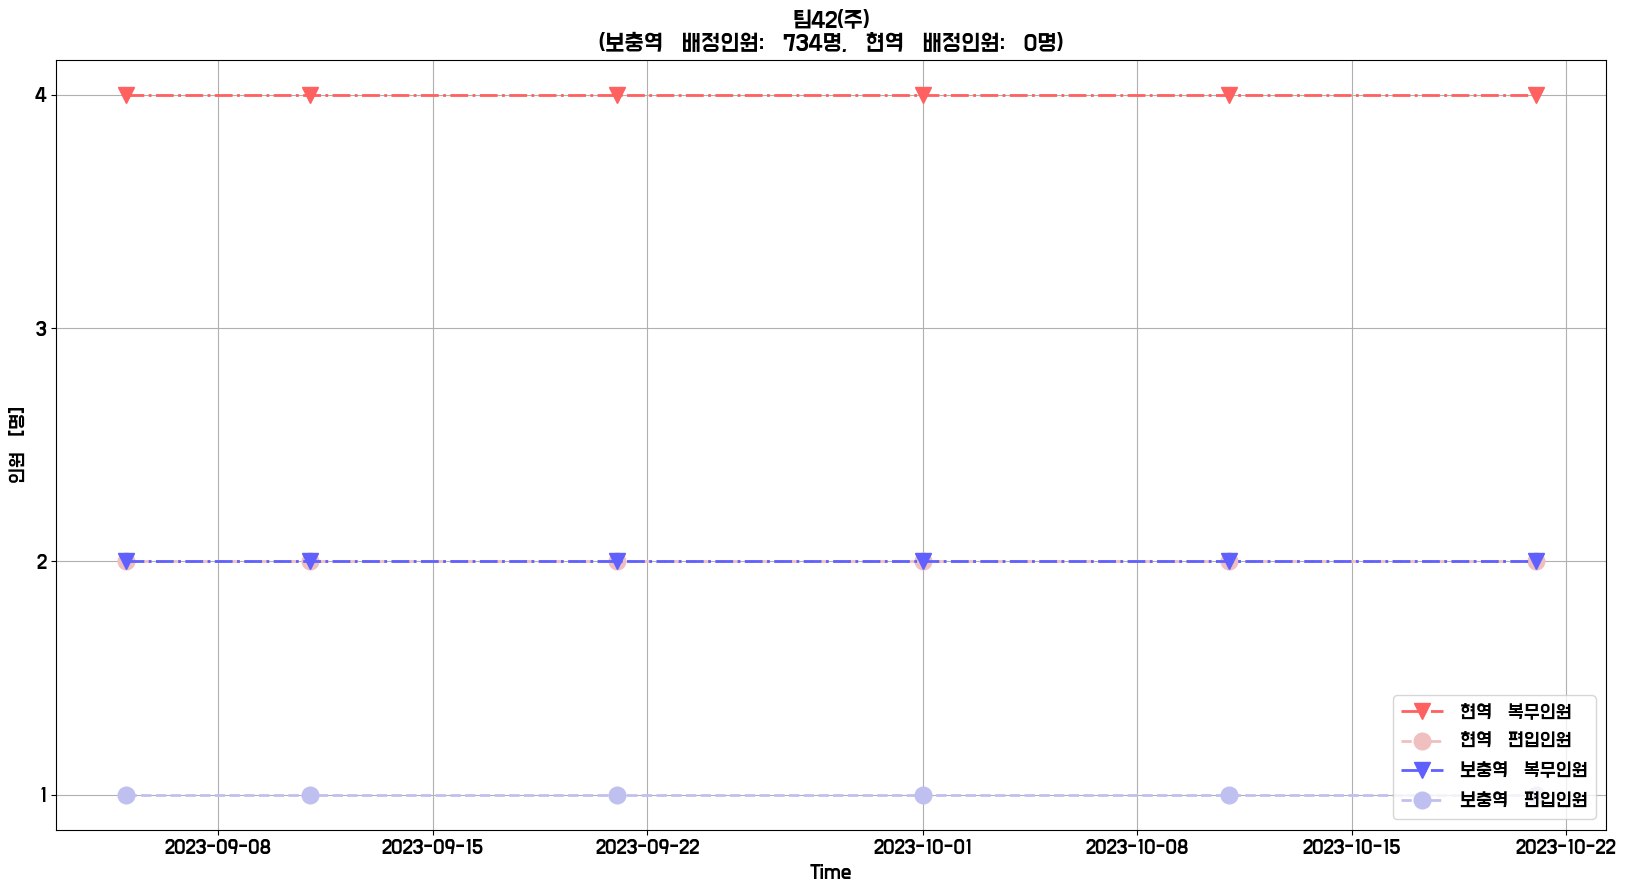 팀42(주)
(보충역 배정인원: 734명, 현역 배정인원: 0명)
4
3
2
1
인원 [명]
현역 복무인원
현역 편입인원
보충역 복무인원
보충역 편입인원
2023-09-08 2023-09-15 2023-09-22 2023-10-01 2023-10-08 2023-10-15 2023-10-22
Time